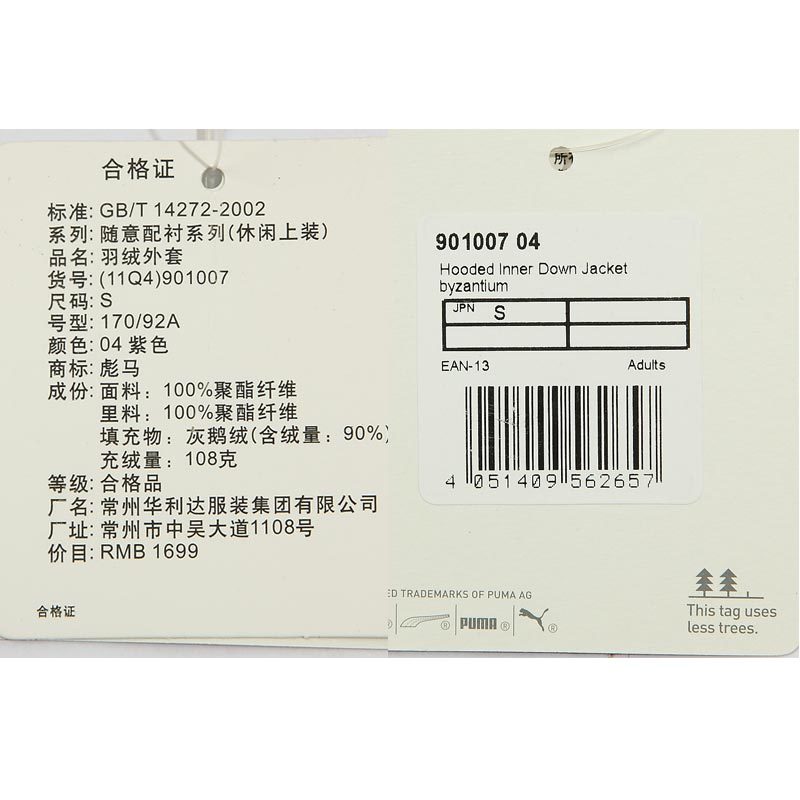 合格证
标准: GB/T 14272-2002
系列: 随意配衬系列(休闲上装)
品名: 羽绒外套
货号: (11Q4)901007
尺码: S
号型: 170/92A
颜色: 04 紫色
商标: 彪马
成份: 面料: 100%聚酯纤维
里料: 100%聚酯纤维
填充物: 灰鹅绒(含绒量: 90%)
充绒量: 108克
等级: 合格品
厂名: 常州华利达服装集团有限公司
厂址: 常州市中吴大道1108号
价目: RMB 1699
合格证
所
901007 04
Hooded Inner Down Jacket
byzantium
JPN S
EAN-13 Adults
4 051409 562657
ED TRADEMARKS OF PUMA AG
® PUMA® ®
This tag uses
less trees.